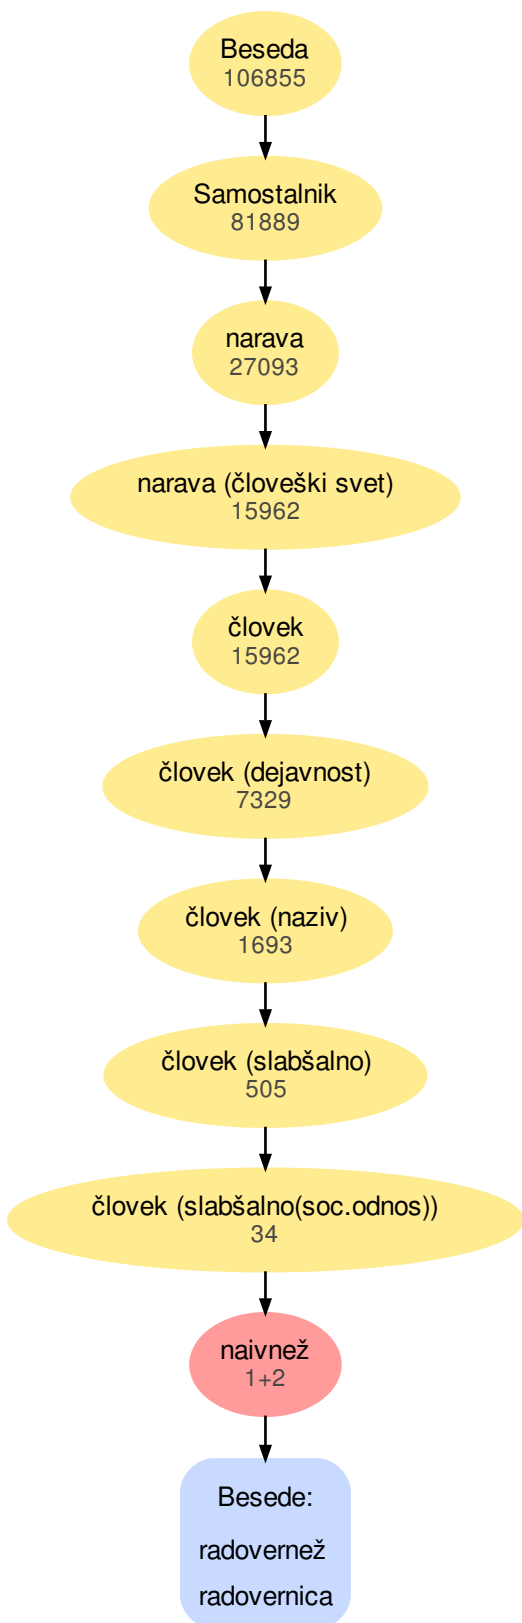 Beseda
106855
Samostalnik
81889
narava
27093
narava (človeški svet)
15962
človek
15962
človek (dejavnost)
7329
človek (naziv)
1693
človek (slabšalno)
505
človek (slabšalno(soc.odnos))
34
naivnež
1+2
Besede:
radovernež
radovernica